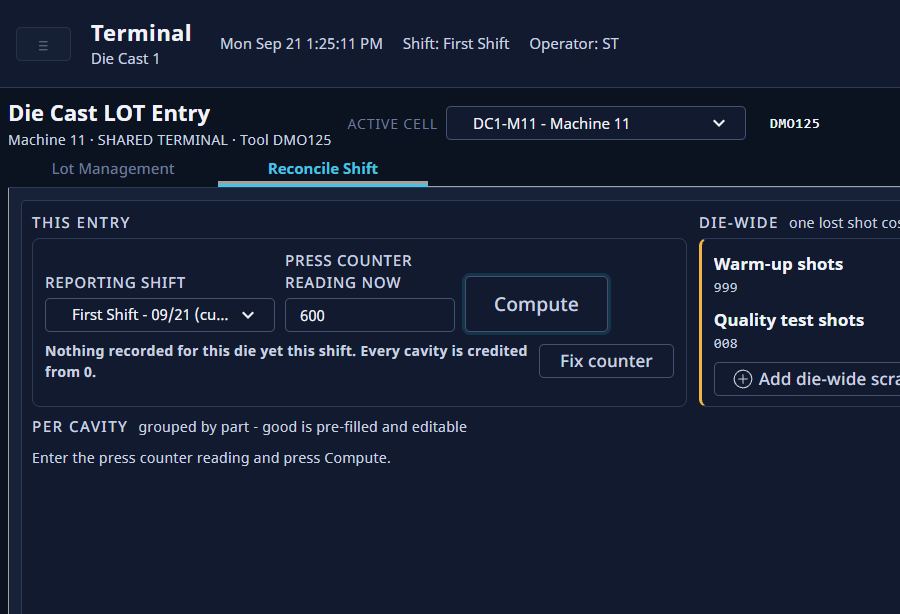 Terminal
Die Cast 1
Mon Sep 21 1:25:11 PM Shift: First Shift Operator: ST
Die Cast LOT Entry
Machine 11 · SHARED TERMINAL · Tool DMO125
ACTIVE CELL
DC1-M11 - Machine 11
DMO125
Lot Management
Reconcile Shift
THIS ENTRY
REPORTING SHIFT
First Shift - 09/21 (cu...
PRESS COUNTER
READING NOW
600
Compute
Nothing recorded for this die yet this shift. Every cavity is credited
from 0.
Fix counter
DIE-WIDE one lost shot cos
Warm-up shots
999
Quality test shots
008
Add die-wide scra
PER CAVITY grouped by part - good is pre-filled and editable
Enter the press counter reading and press Compute.